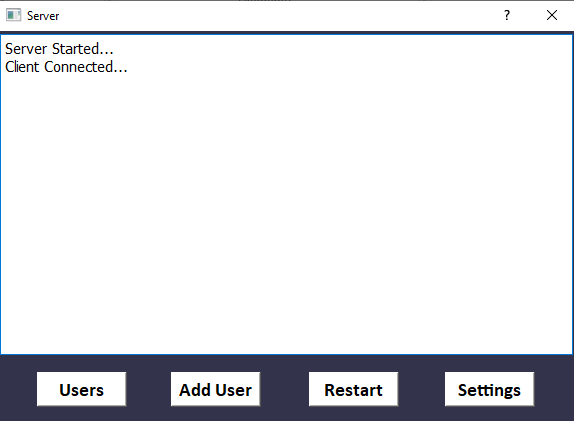 Server
?
Server Started...
Client Connected...
Users
Add User
Restart
Settings